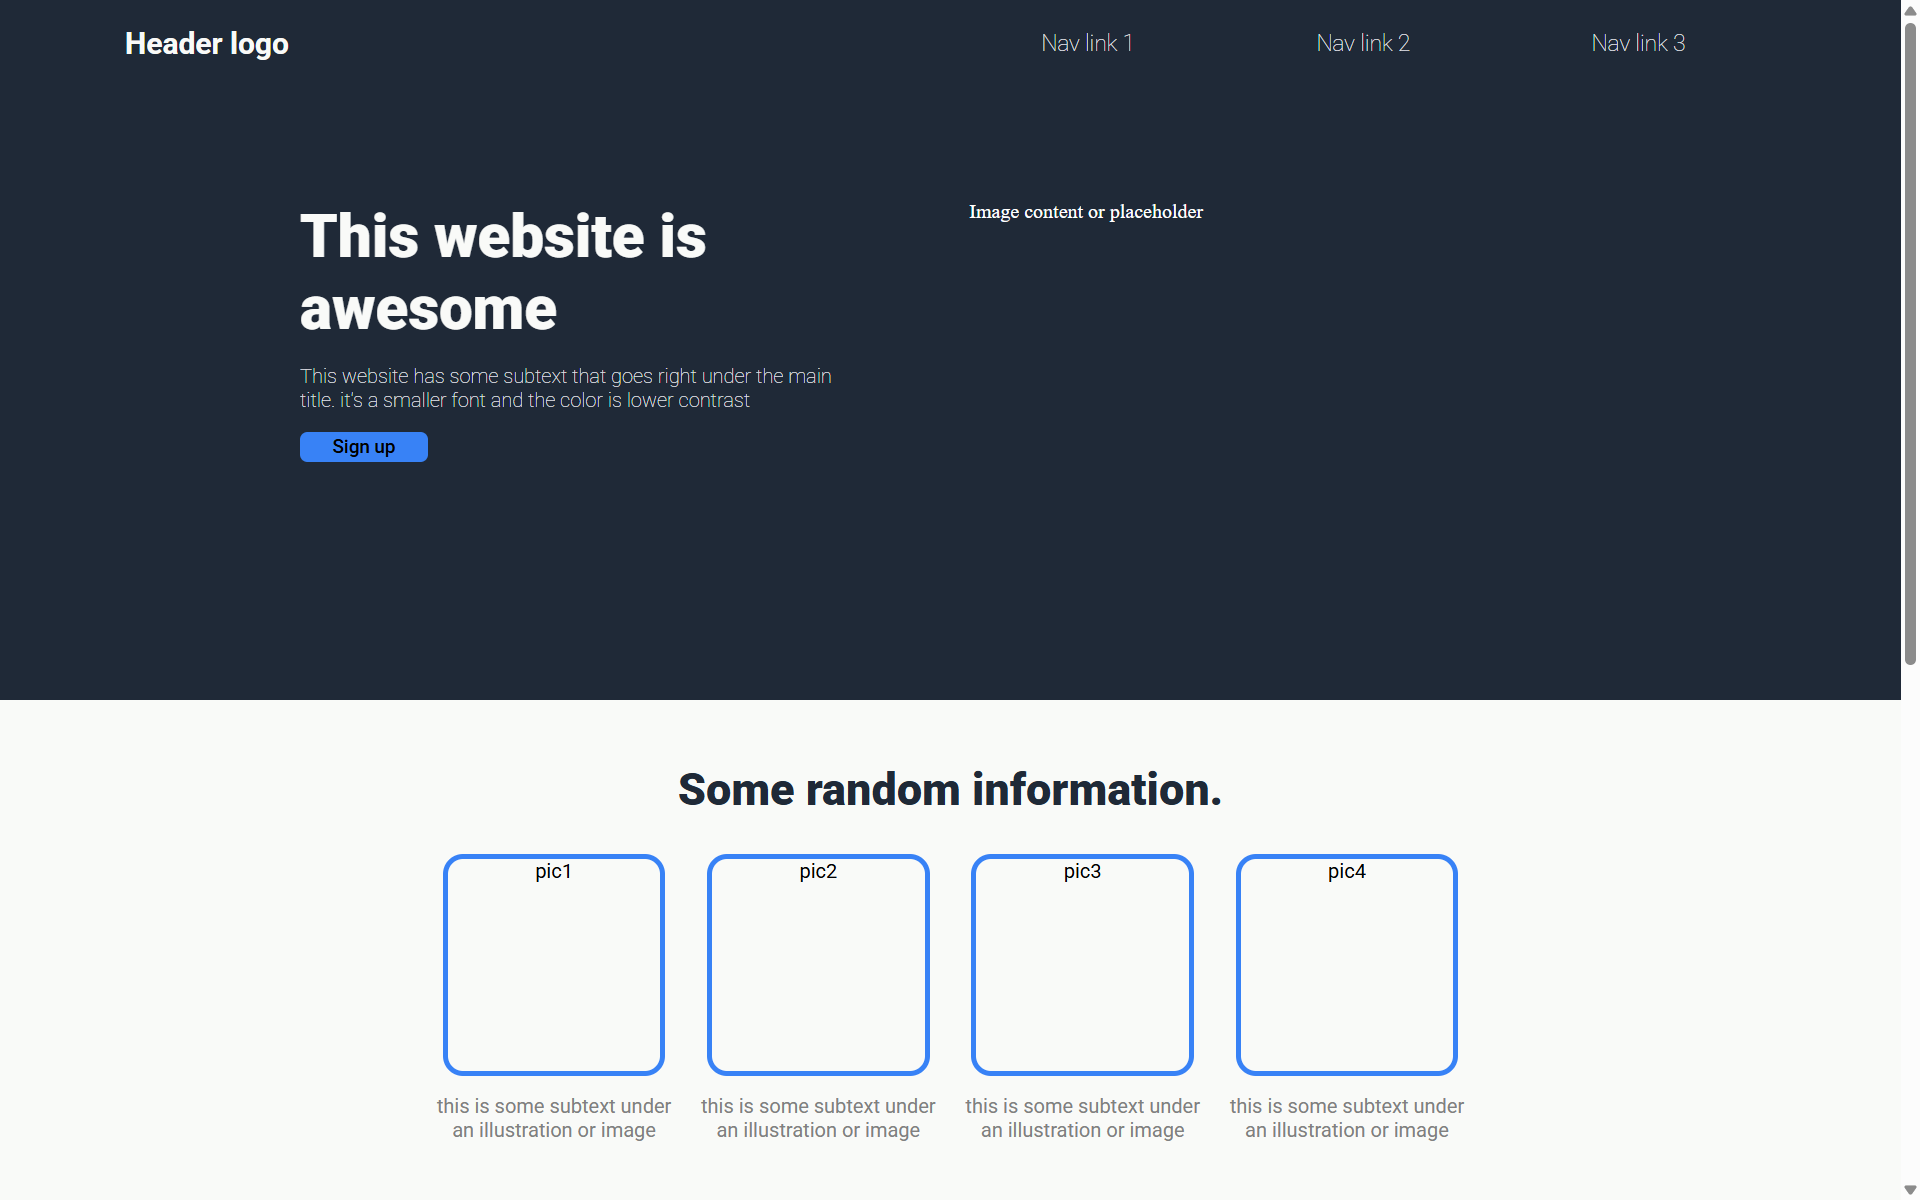 Header logo
Nav link 1
Nav link 2
Nav link 3
This website is
awesome
This website has some subtext that goes right under the main
title. it's a smaller font and the color is lower contrast
Sign up
Image content or placeholder
Some random information.
pic1
this is some subtext under
an illustration or image
pic2
this is some subtext under
an illustration or image
pic3
this is some subtext under
an illustration or image
pic4
this is some subtext under
an illustration or image